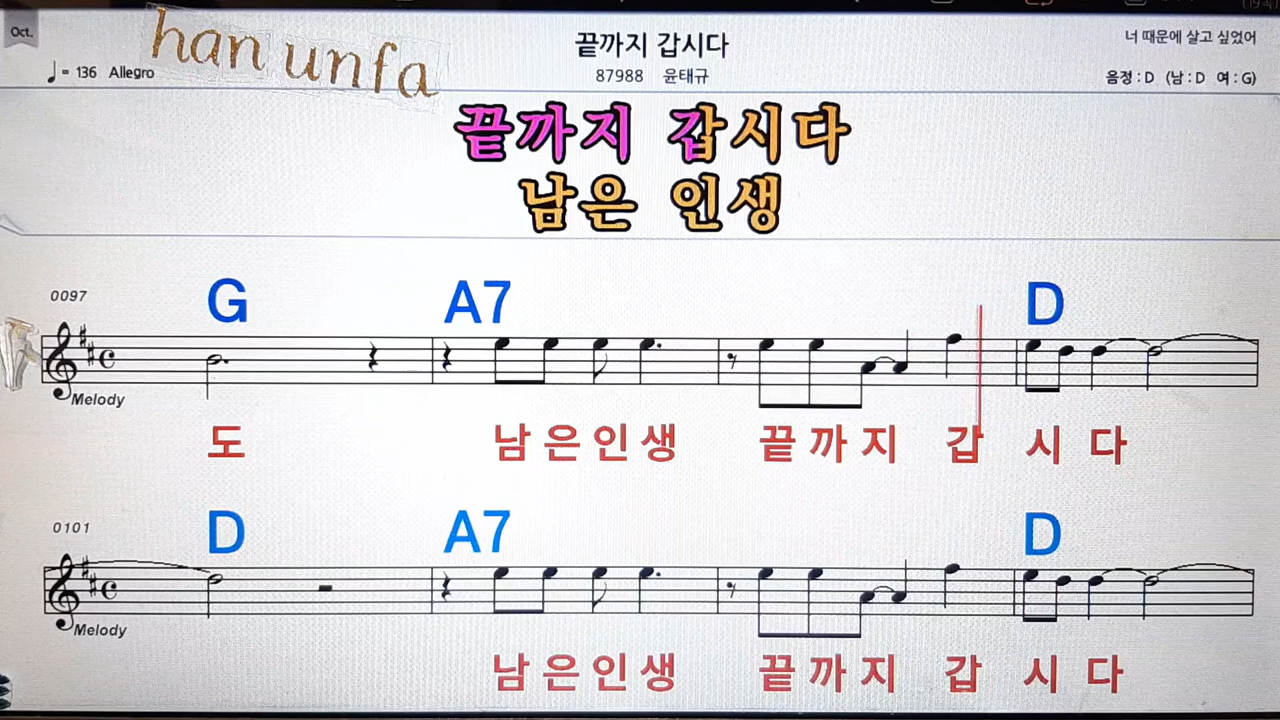 Oct.
han unfa
끝까지 갑시다
너 때문에 살고 싶었어
♩= 136 Allegro
87988 윤태규
음정 : D (남 : D 여 : G)
끝까지 갑시다
남은 인생
0097
G A7 D
Melody
도 남은인생 끝까지 갑시다
0101
D A7 D
Melody
남은인생 끝까지 갑시다